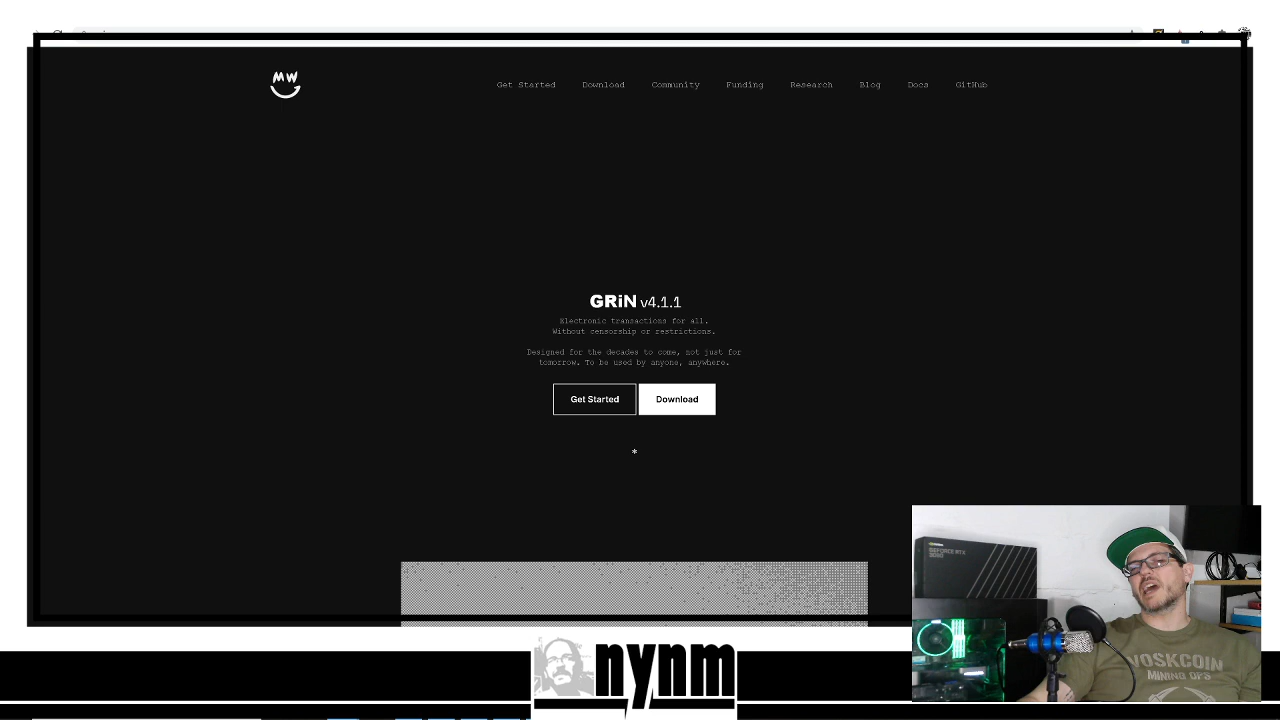 MW
Get Started Download Community Funding Research Blog Docs GitHub
GRiN v4.1.1
Electronic transactions for all.
Without censorship or restrictions.
Designed for the decades to come, not just for
tomorrow. To be used by anyone, anywhere.
Get Started Download
*
GEFORCE RTX
VOSKCOIN
MINING OPS
nynm